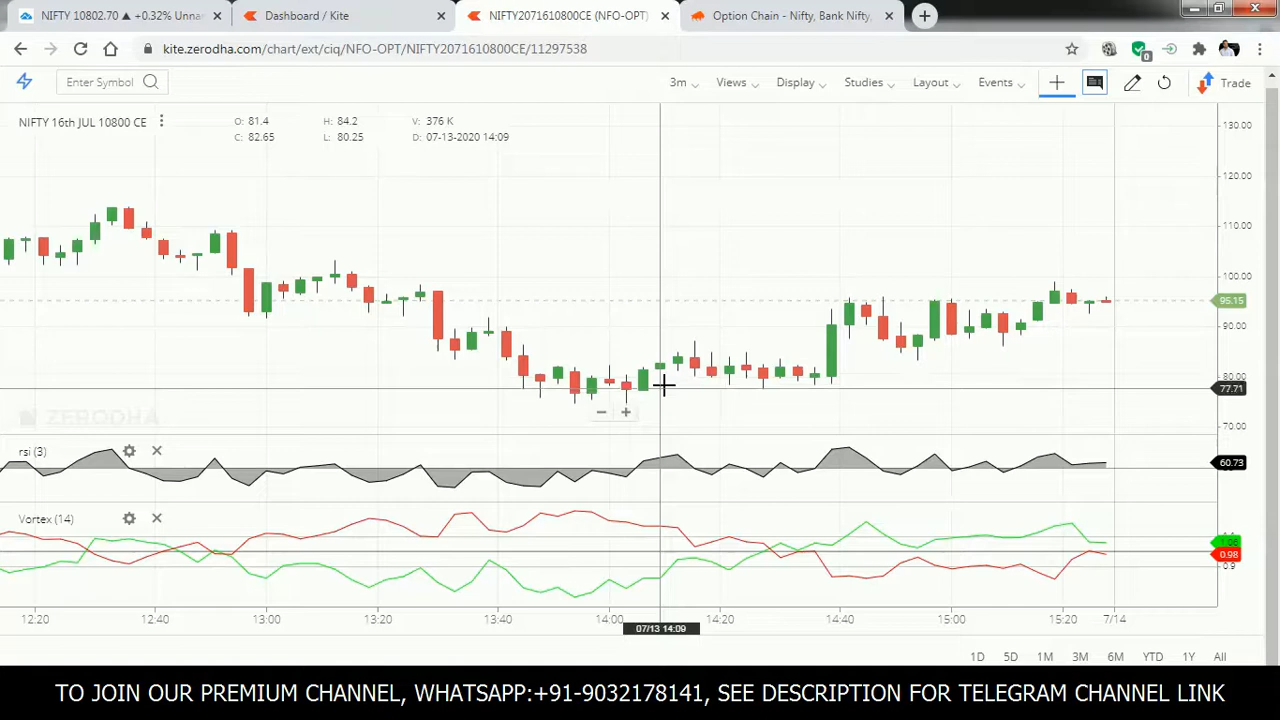 NIFTY 10802.70 ▲ +0.32% Unna
Dashboard / Kite
NIFTY2071610800CE (NFO-OPT)
Option Chain - Nifty, Bank Nifty,
kite.zerodha.com/chart/ext/ciq/NFO-OPT/NIFTY2071610800CE/11297538
0
Enter Symbol
3m
Views
Display
Studies
Layout
Events
Trade
NIFTY 16th JUL 10800 CE
O: 81.4
H: 84.2
V: 376 K
C: 82.65
L: 80.25
D: 07-13-2020 14:09
130.00
120.00
110.00
100.00
95.15
90.00
80.00
77.71
70.00
ZERODHA
rsi (3)
60.73
Vortex (14)
1.06
0.98
0.9
12:20
12:40
13:00
13:20
13:40
14:00
14:20
14:40
15:00
15:20
7/14
07/13 14:09
1D
5D
1M
3M
6M
YTD
1Y
All
TO JOIN OUR PREMIUM CHANNEL, WHATSAPP:+91-9032178141, SEE DESCRIPTION FOR TELEGRAM CHANNEL LINK